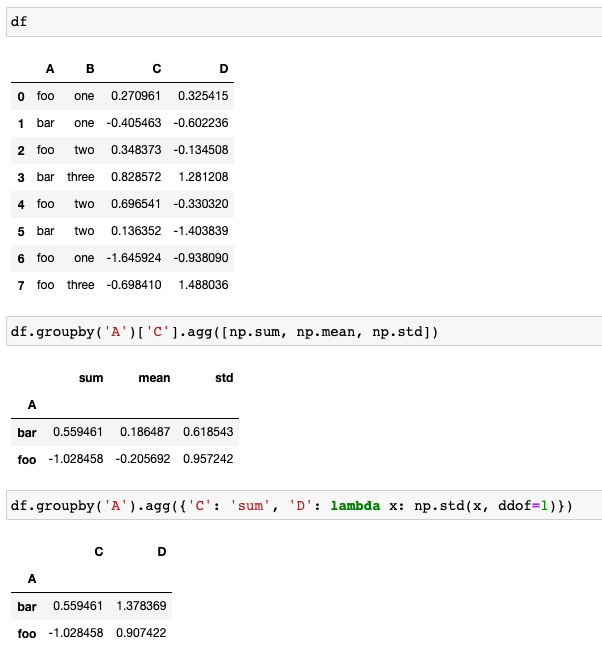 df
A B C D
0 foo one 0.270961 0.325415
1 bar one -0.405463 -0.602236
2 foo two 0.348373 -0.134508
3 bar three 0.828572 1.281208
4 foo two 0.696541 -0.330320
5 bar two 0.136352 -1.403839
6 foo one -1.645924 -0.938090
7 foo three -0.698410 1.488036
df.groupby('A')['C'].agg([np.sum, np.mean, np.std])
sum mean std
A
bar 0.559461 0.186487 0.618543
foo -1.028458 -0.205692 0.957242
df.groupby('A').agg({'C': 'sum', 'D': lambda x: np.std(x, ddof=1)})
C D
A
bar 0.559461 1.378369
foo -1.028458 0.907422